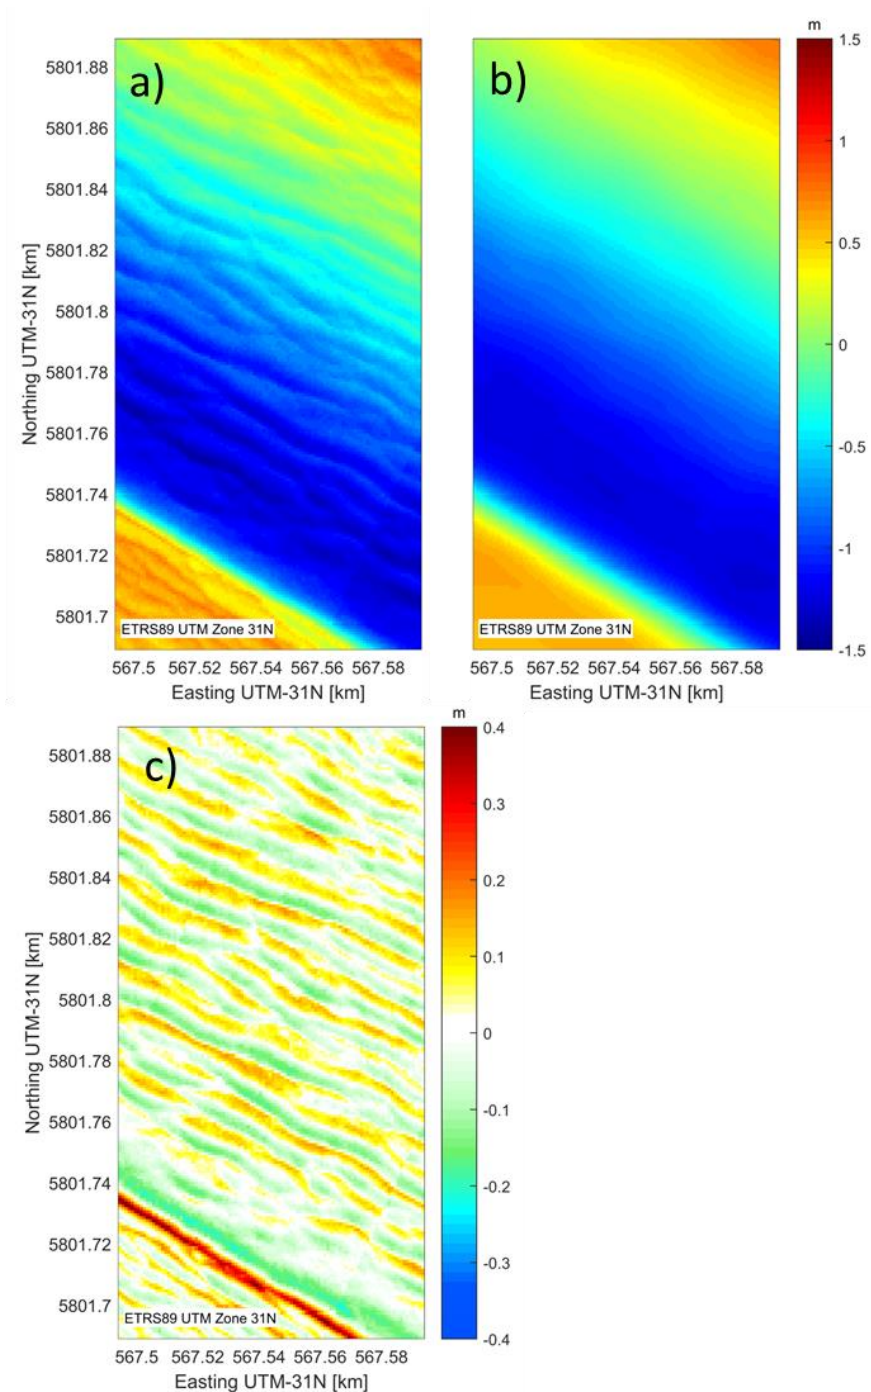 a)
5801.88
5801.86
5801.84
5801.82
5801.8
5801.78
5801.76
5801.74
5801.72
5801.7
Northing UTM-31N [km]
ETRS89 UTM Zone 31N
567.5 567.52 567.54 567.56 567.58
Easting UTM-31N [km]
b)
ETRS89 UTM Zone 31N
567.5 567.52 567.54 567.56 567.58
Easting UTM-31N [km]
m
1.5
1
0.5
0
-0.5
-1
-1.5
c)
5801.88
5801.86
5801.84
5801.82
5801.8
5801.78
5801.76
5801.74
5801.72
5801.7
Northing UTM-31N [km]
ETRS89 UTM Zone 31N
567.5 567.52 567.54 567.56 567.58
Easting UTM-31N [km]
m
0.4
0.3
0.2
0.1
0
-0.1
-0.2
-0.3
-0.4